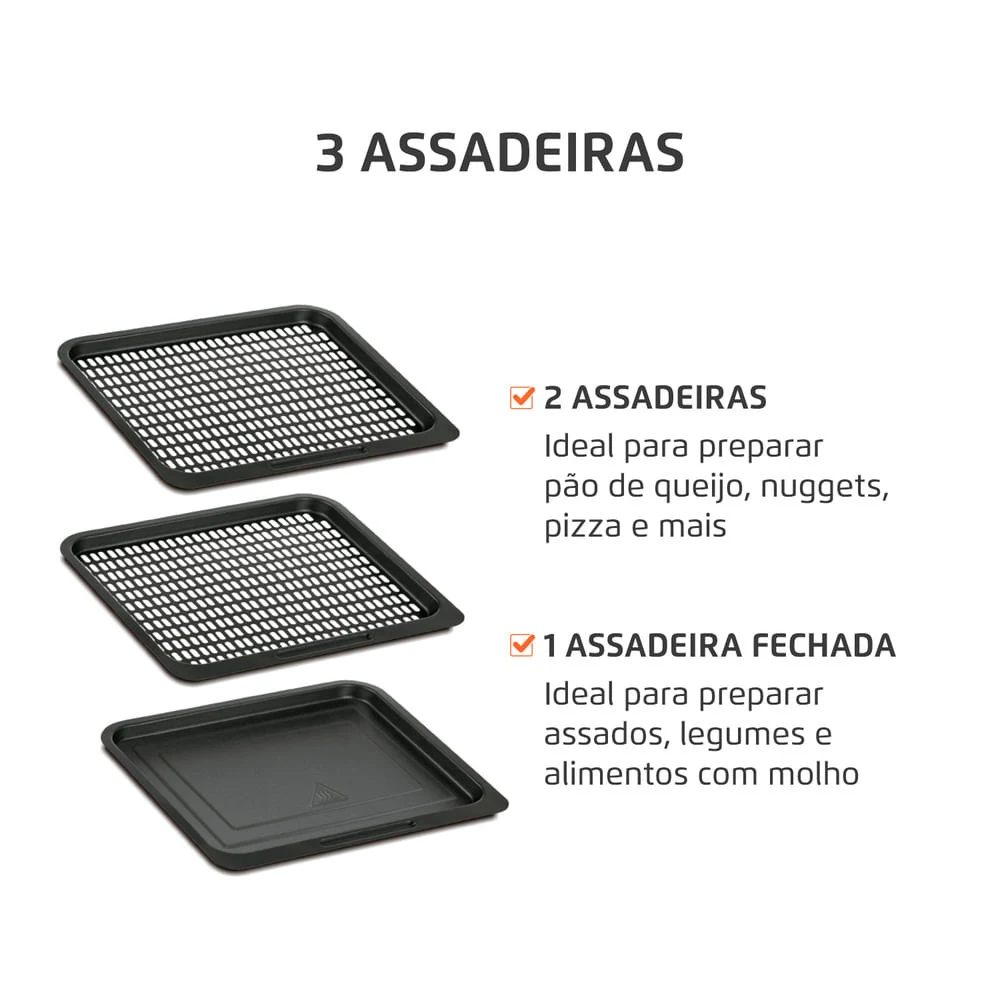 3 ASSADEIRAS
2 ASSADEIRAS
Ideal para preparar
pão de queijo, nuggets,
pizza e mais
1 ASSADEIRA FECHADA
Ideal para preparar
assados, legumes e
alimentos com molho